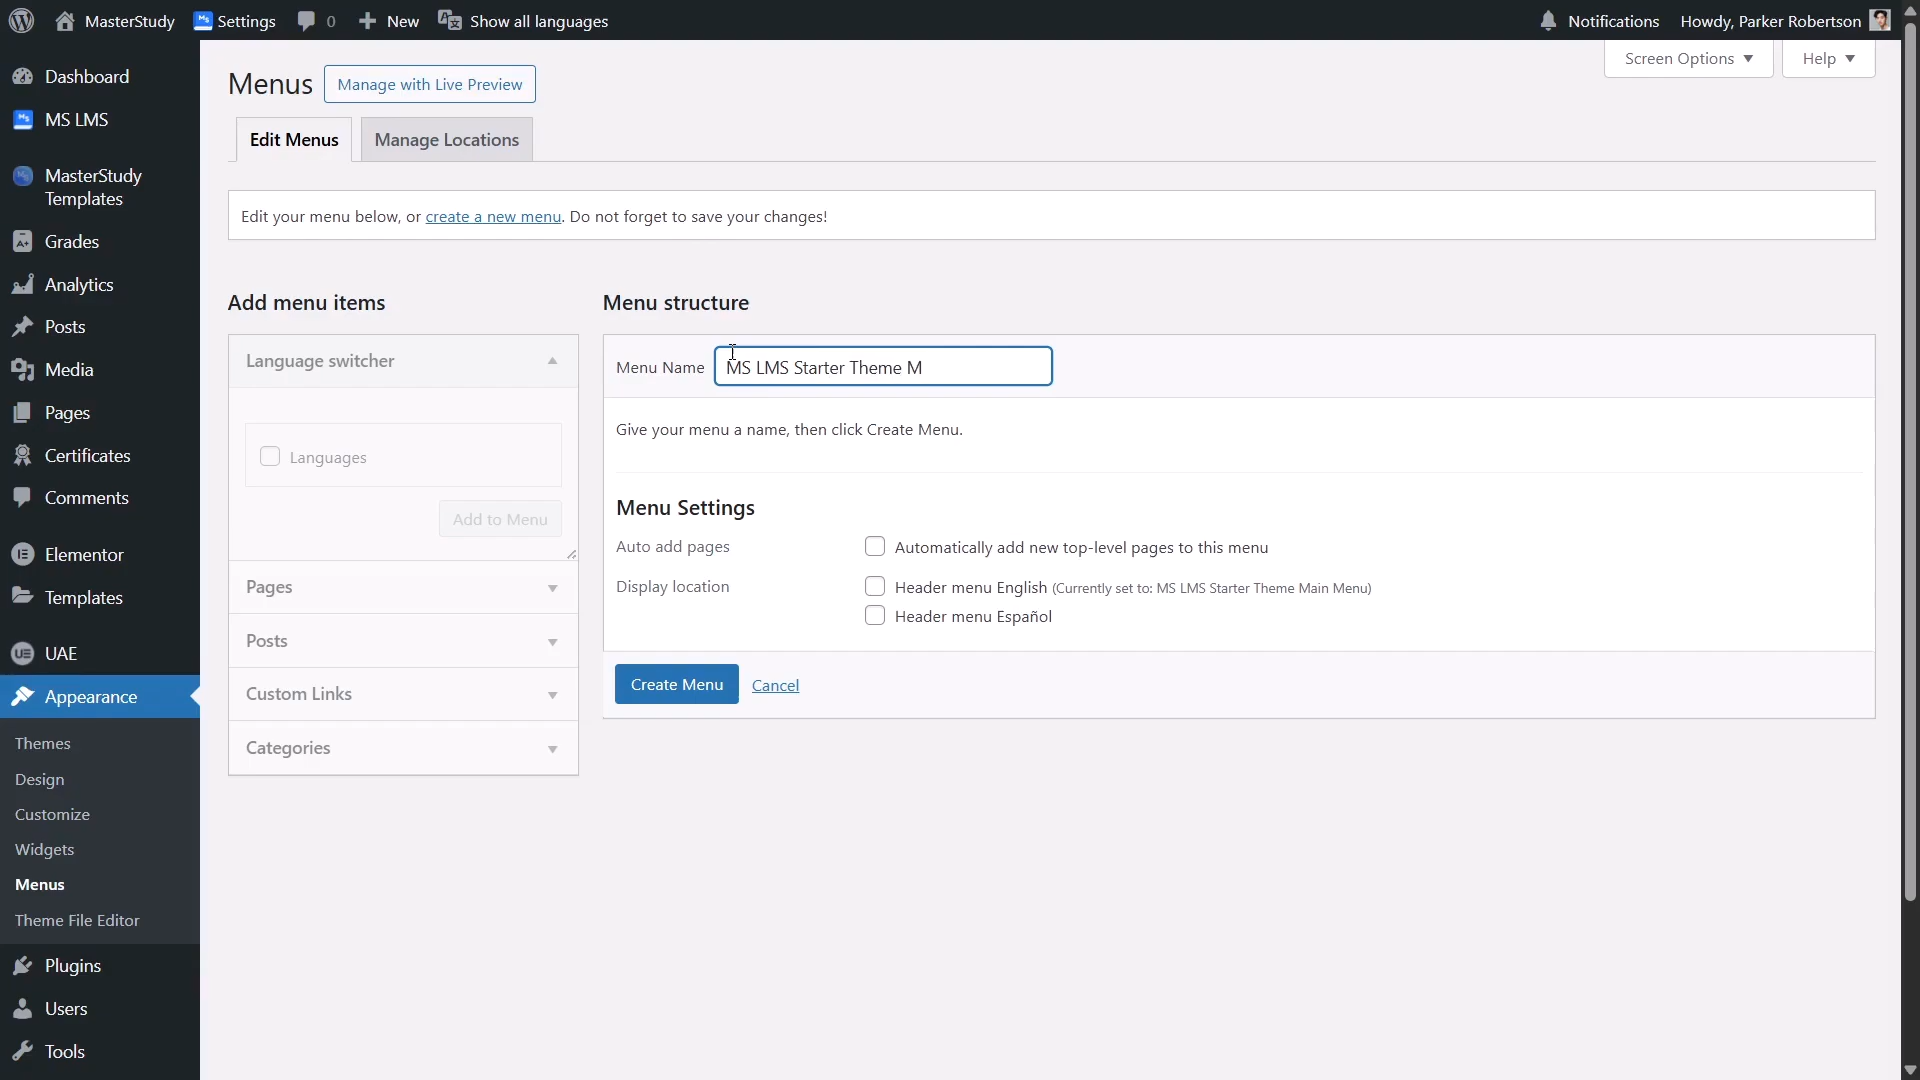 MasterStudy
Settings
0
New
Show all languages
Notifications
Howdy, Parker Robertson
Dashboard
MS LMS
MasterStudy
Templates
Grades
Analytics
Posts
Media
Pages
Certificates
Comments
Elementor
Templates
UAE
Appearance
Themes
Design
Customize
Widgets
Menus
Theme File Editor
Plugins
Users
Tools
Screen Options
Help
Menus
Manage with Live Preview
Edit Menus
Manage Locations
Edit your menu below, or create a new menu. Do not forget to save your changes!
Add menu items
Language switcher
Languages
Add to Menu
Pages
Posts
Custom Links
Categories
Menu structure
Menu Name
MS LMS Starter Theme M
Give your menu a name, then click Create Menu.
Menu Settings
Auto add pages
Automatically add new top-level pages to this menu
Display location
Header menu English (Currently set to: MS LMS Starter Theme Main Menu)
Header menu Español
Create Menu
Cancel